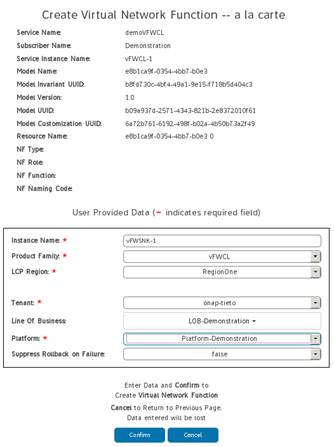 Create Virtual Network Function -- a la carte
Service Name: demoVFWCL
Subscriber Name: Demonstration
Service Instance Name: vFWCL-1
Model Name: e8b1ca9f-0354-4bb7-b0e3
Model Invariant UUID: b8fd730c-4bf4-49a1-9e15-f718b5d404c3
Model Version: 1.0
Model UUID: b09a937d-2571-4343-821b-2e8372010f61
Model Customization UUID: 6a72b761-6192-498f-b02a-4b50b73a2f49
Resource Name: e8b1ca9f-0354-4bb7-b0e3 0
NF Type:
NF Role:
NF Function:
NF Naming Code:
User Provided Data (* indicates required field)
Instance Name: * vFWSNK-1
Product Family: * vFWCL
LCP Region: * RegionOne
Tenant: * onap-tieto
Line Of Business: LOB-Demonstration
Platform: * Platform-Demonstration
Suppress Rollback on Failure: false
Enter Data and Confirm to
Create Virtual Network Function
Cancel to Return to Previous Page.
Data entered will be lost
Confirm Cancel